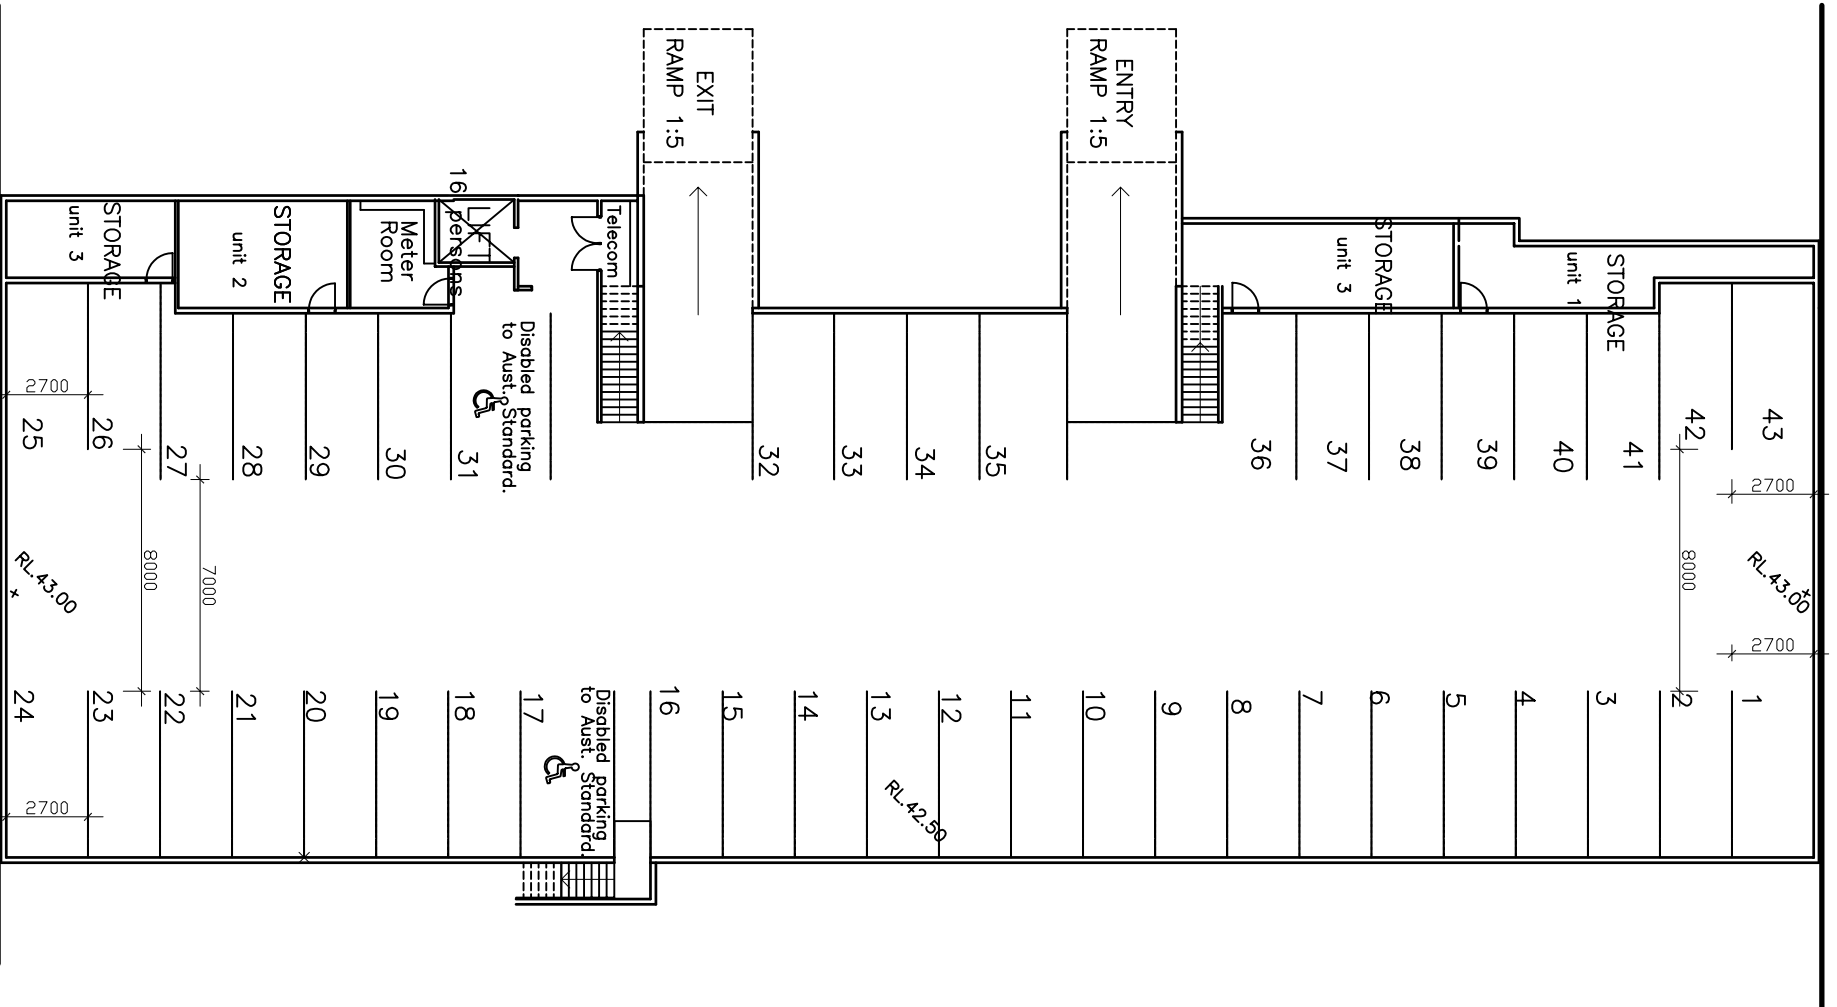 EXIT
RAMP 1:5
ENTRY
RAMP 1:5
STORAGE
unit 3
STORAGE
unit 2
Meter
Room
16 persons
LIFT
Telecom
STORAGE
unit 3
STORAGE
unit 1
Disabled parking
to Aust. Standard.
2700
25
26
27
28
29
30
31
32
33
34
35
36
37
38
39
40
41
42
43
2700
RL.43.00
8000
7000
8000
RL.43.00
2700
24
23
22
21
20
19
18
17
Disabled parking
to Aust. Standard.
16
15
14
13
12
11
10
9
8
7
6
5
4
3
2
1
2700
RL.42.50